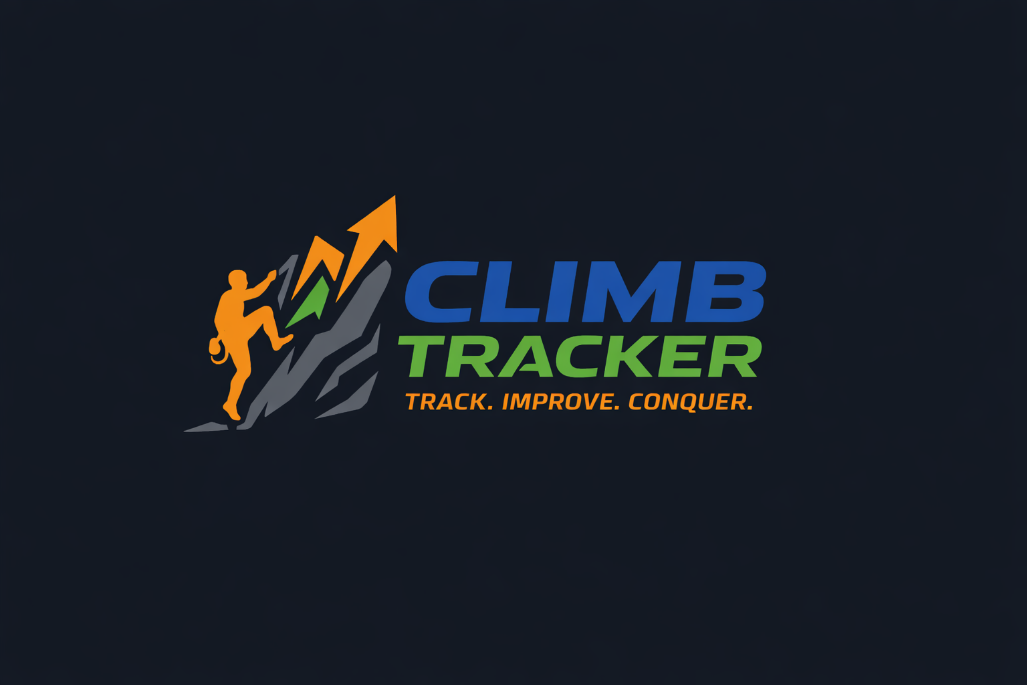 CLIMB
TRACKER
TRACK. IMPROVE. CONQUER.